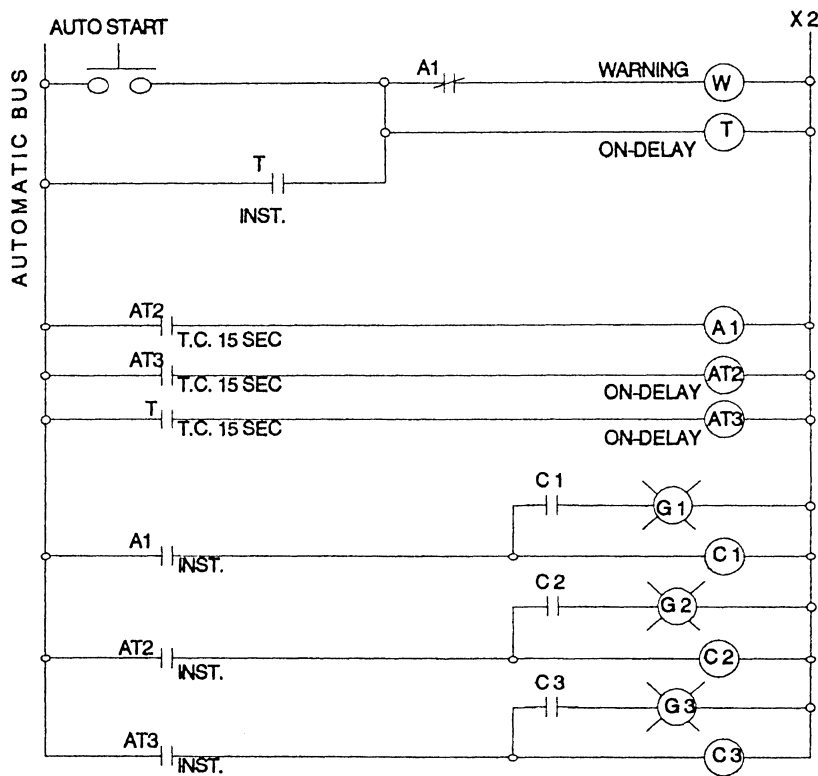 X2
AUTO START
A1
WARNING
W
T
ON-DELAY
T
INST.
AUTOMATIC BUS
AT2
T.C. 15 SEC
A1
AT3
T.C. 15 SEC
ON-DELAY
AT2
T
T.C. 15 SEC
ON-DELAY
AT3
C1
G1
A1
INST.
C1
C2
G2
AT2
INST.
C2
C3
G3
AT3
INST.
C3